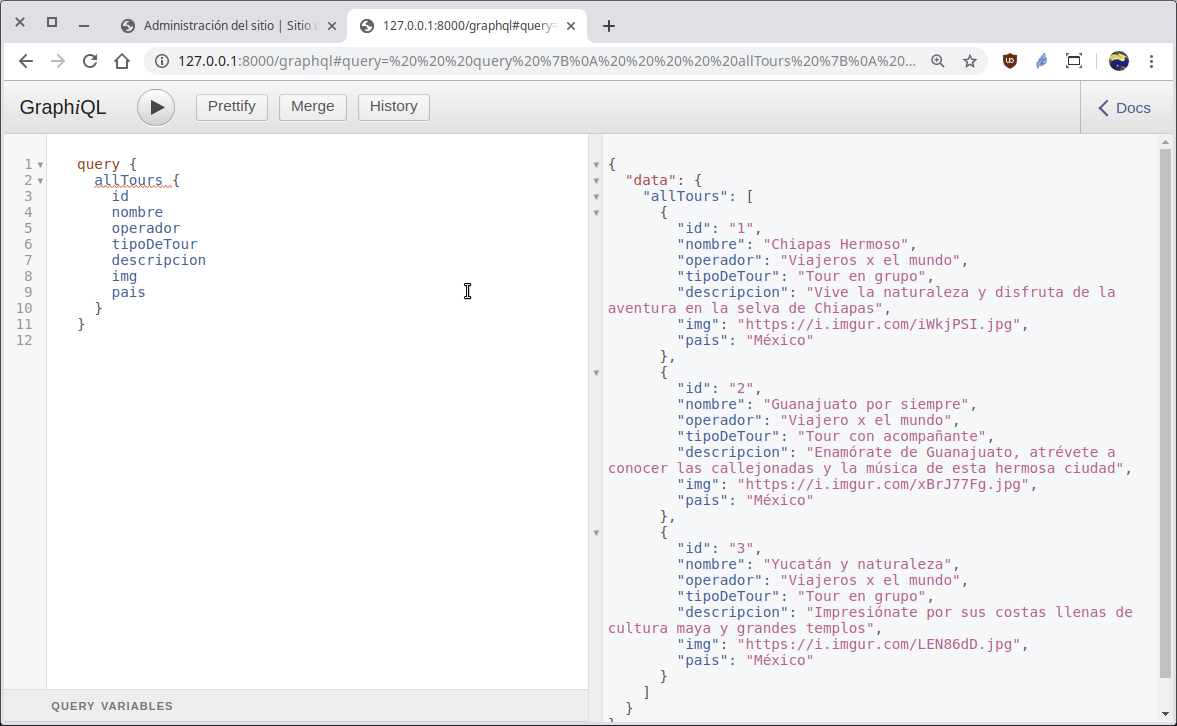 Administración del sitio | Sitio
127.0.0.1:8000/graphql#query=
127.0.0.1:8000/graphql#query=%20%20%20query%20%7B%0A%20%20%20%20%20allTours%20%7B%0A%20%20...
GraphiQL
Prettify
Merge
History
Docs
1 query {
2 allTours {
3 id
4 nombre
5 operador
6 tipoDeTour
7 descripcion
8 img
9 pais
10 }
11 }
12
{
"data": {
"allTours": [
{
"id": "1",
"nombre": "Chiapas Hermoso",
"operador": "Viajeros x el mundo",
"tipoDeTour": "Tour en grupo",
"descripcion": "Vive la naturaleza y disfruta de la
aventura en la selva de Chiapas",
"img": "https://i.imgur.com/iWkjPSI.jpg",
"pais": "México"
},
{
"id": "2",
"nombre": "Guanajuato por siempre",
"operador": "Viajero x el mundo",
"tipoDeTour": "Tour con acompañante",
"descripcion": "Enamórate de Guanajuato, atrévete a
conocer las callejonadas y la música de esta hermosa ciudad",
"img": "https://i.imgur.com/xBrJ77Fg.jpg",
"pais": "México"
},
{
"id": "3",
"nombre": "Yucatán y naturaleza",
"operador": "Viajeros x el mundo",
"tipoDeTour": "Tour en grupo",
"descripcion": "Impresiónate por sus costas llenas de
cultura maya y grandes templos",
"img": "https://i.imgur.com/LEN86dD.jpg",
"pais": "México"
}
]
}
QUERY VARIABLES